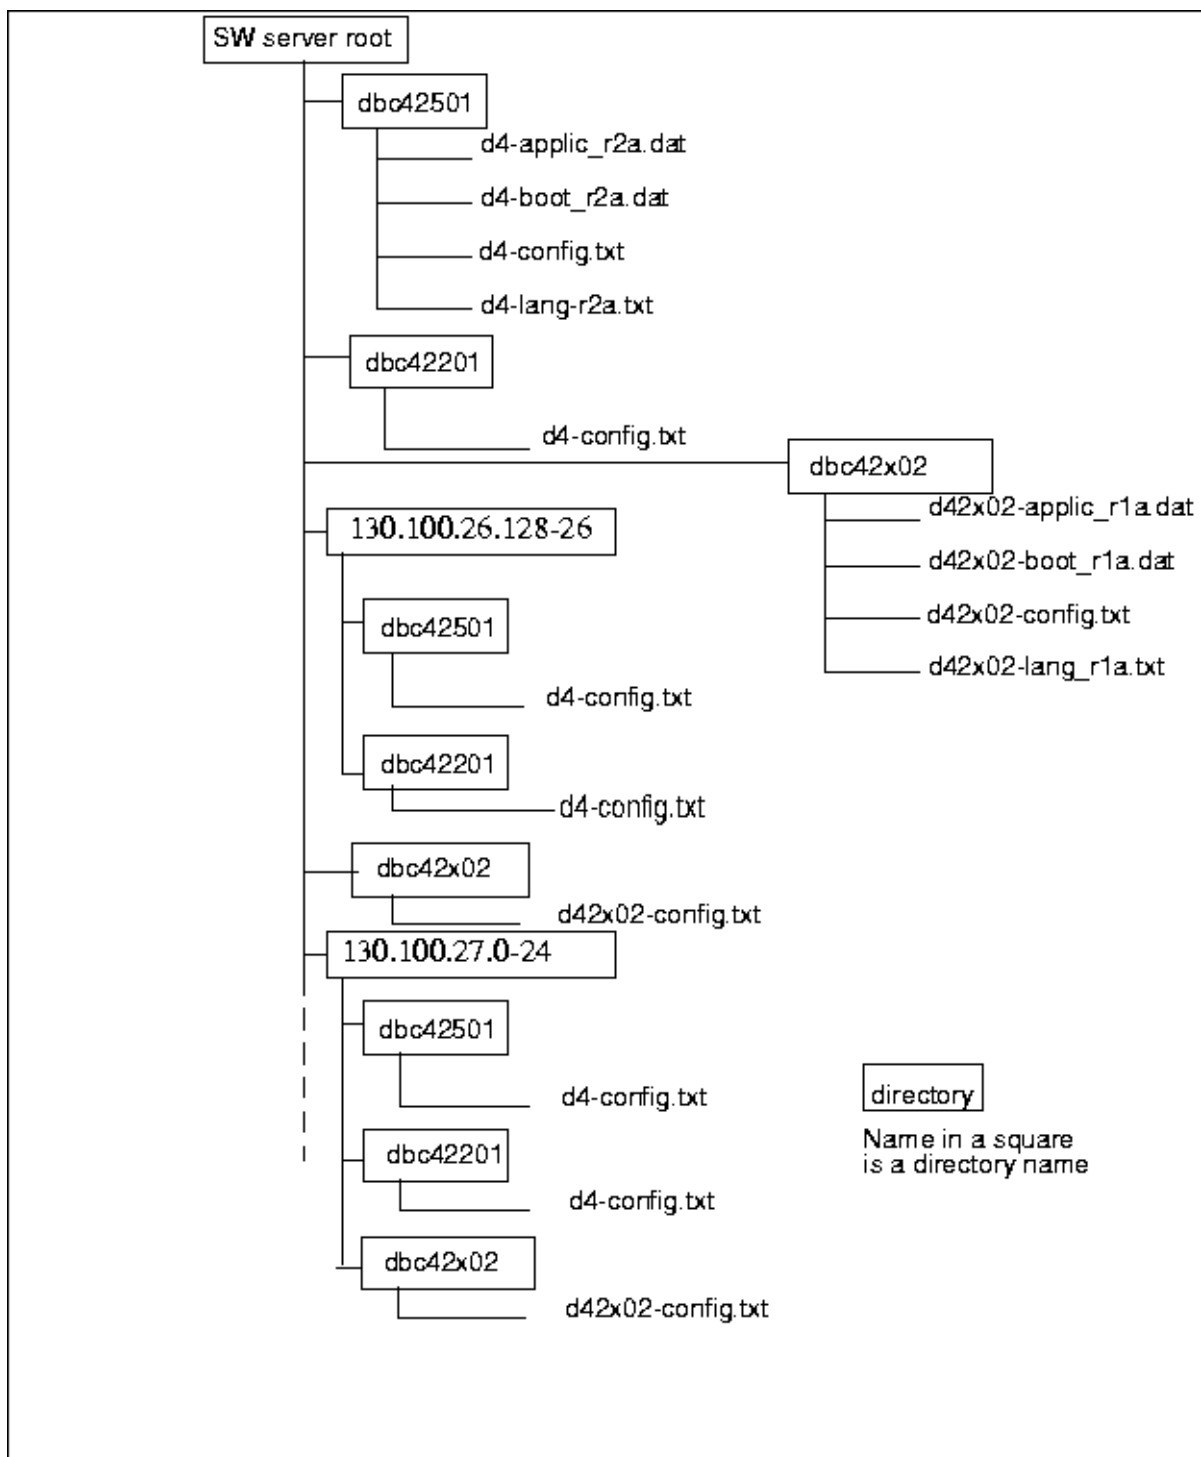 SW server root
dbc42501
d4-applic_r2a.dat
d4-boot_r2a.dat
d4-config.txt
d4-lang-r2a.txt
dbc42201
d4-config.txt
dbc42x02
d42x02-applic_r1a.dat
d42x02-boot_r1a.dat
d42x02-config.txt
d42x02-lang_r1a.txt
130.100.26.128-26
dbc42501
d4-config.txt
dbc42201
d4-config.txt
dbc42x02
d42x02-config.txt
130.100.27.0-24
dbc42501
d4-config.txt
dbc42201
d4-config.txt
dbc42x02
d42x02-config.txt
directory
Name in a square
is a directory name